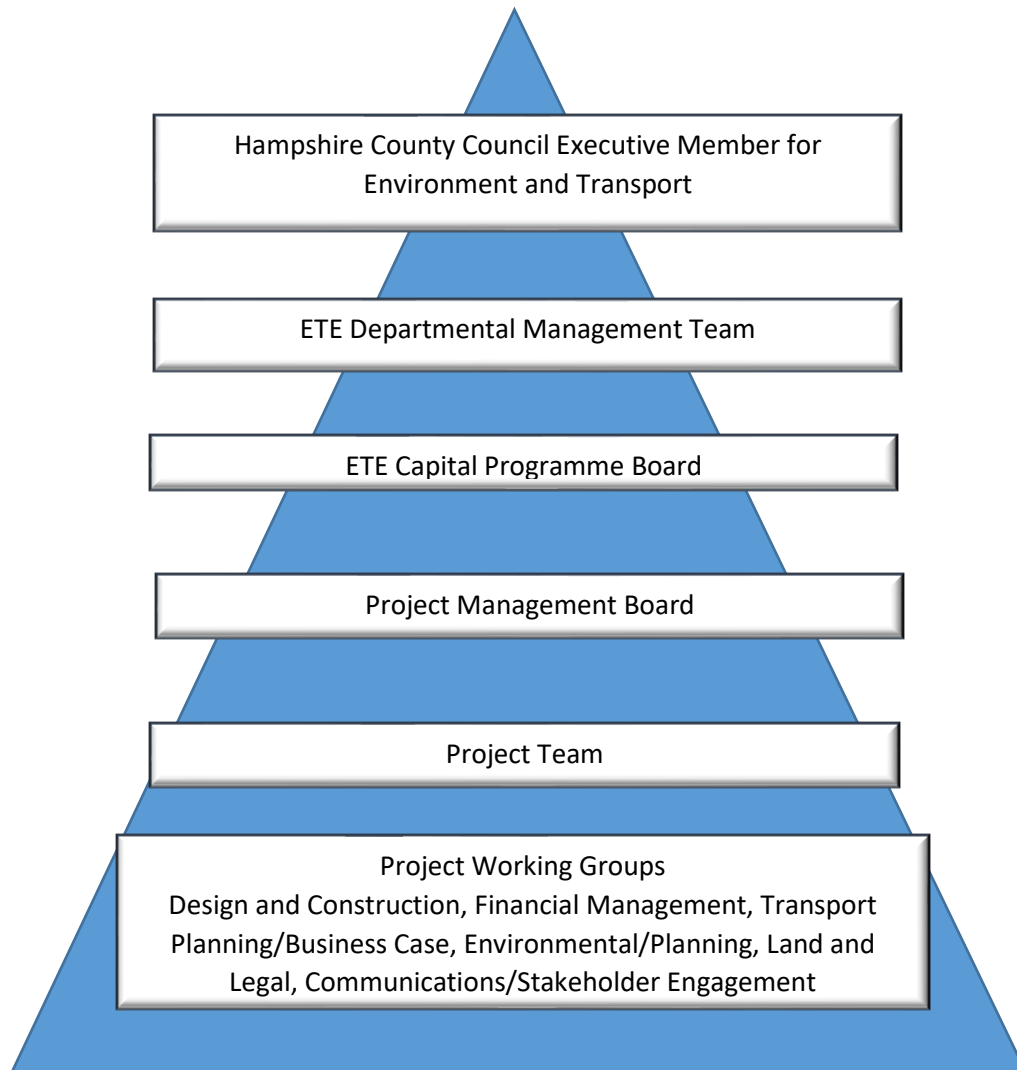 Hampshire County Council Executive Member for
Environment and Transport
ETE Departmental Management Team
ETE Capital Programme Board
Project Management Board
Project Team
Project Working Groups
Design and Construction, Financial Management, Transport
Planning/Business Case, Environmental/Planning, Land and
Legal, Communications/Stakeholder Engagement